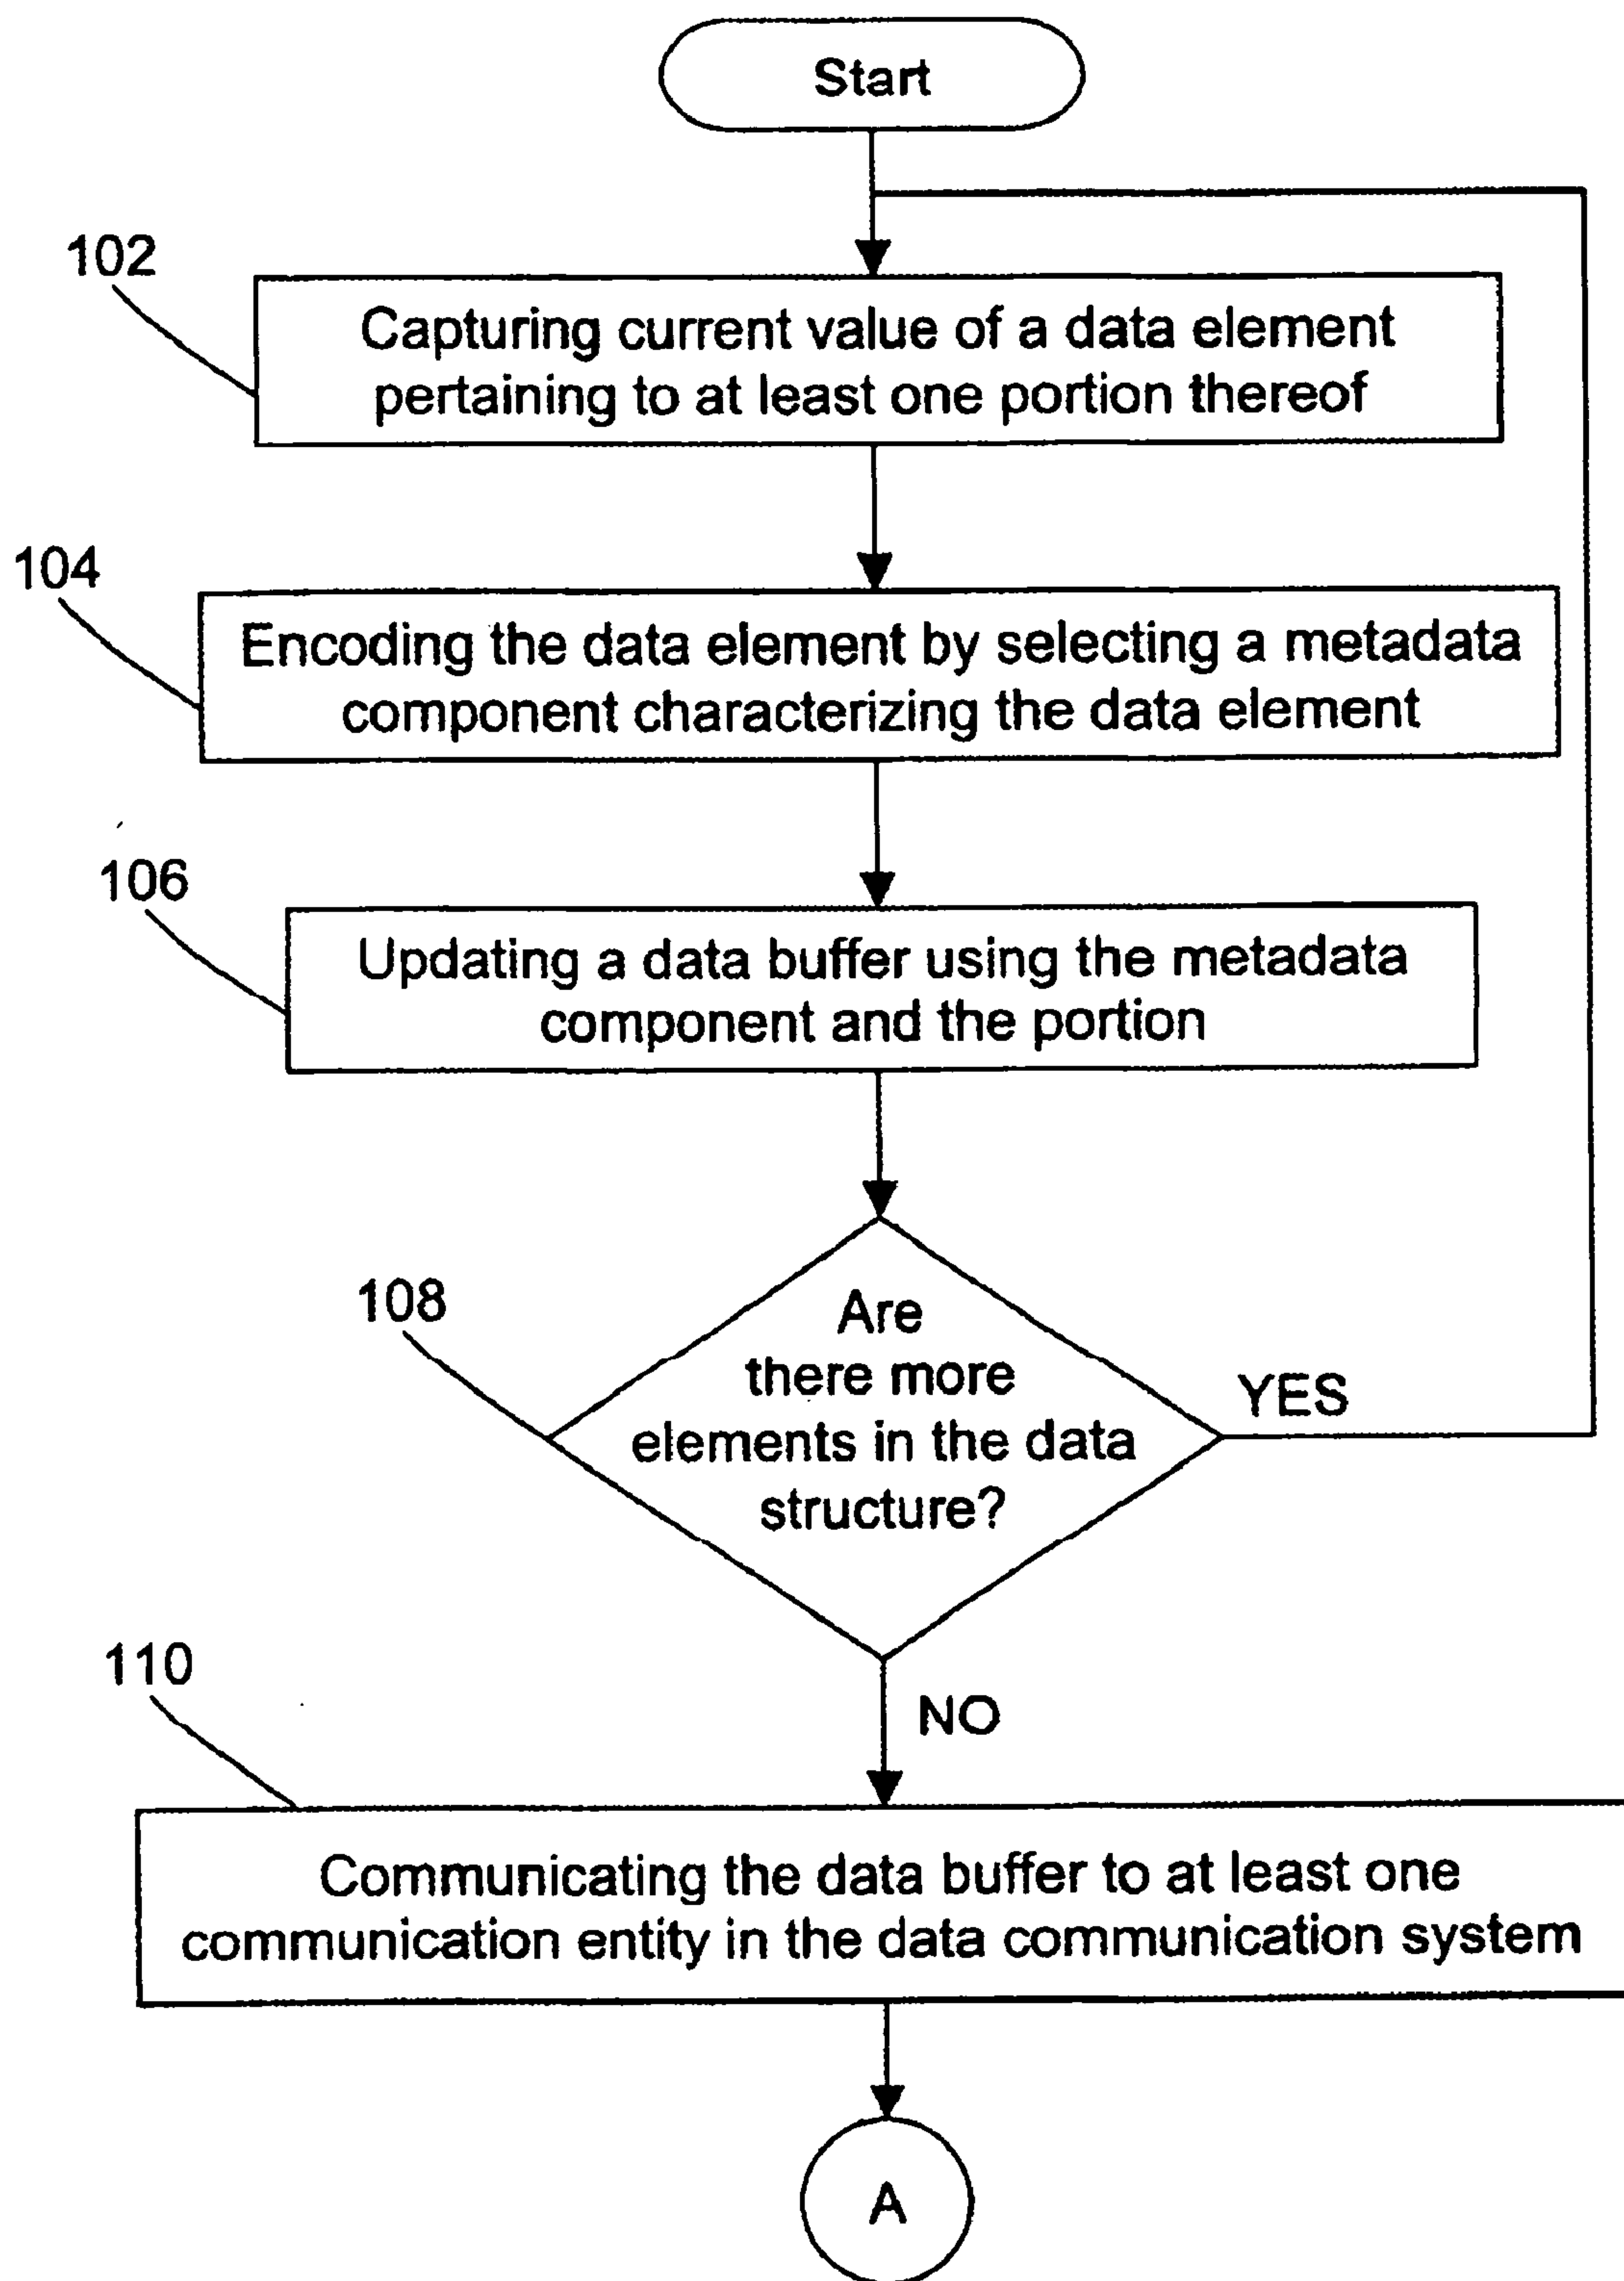 Start
102
Capturing current value of a data element
pertaining to at least one portion thereof
104
Encoding the data element by selecting a metadata
component characterizing the data element
106
Updating a data buffer using the metadata
component and the portion
108
Are
there more
elements in the data
structure?
YES
NO
110
Communicating the data buffer to at least one
communication entity in the data communication system
A